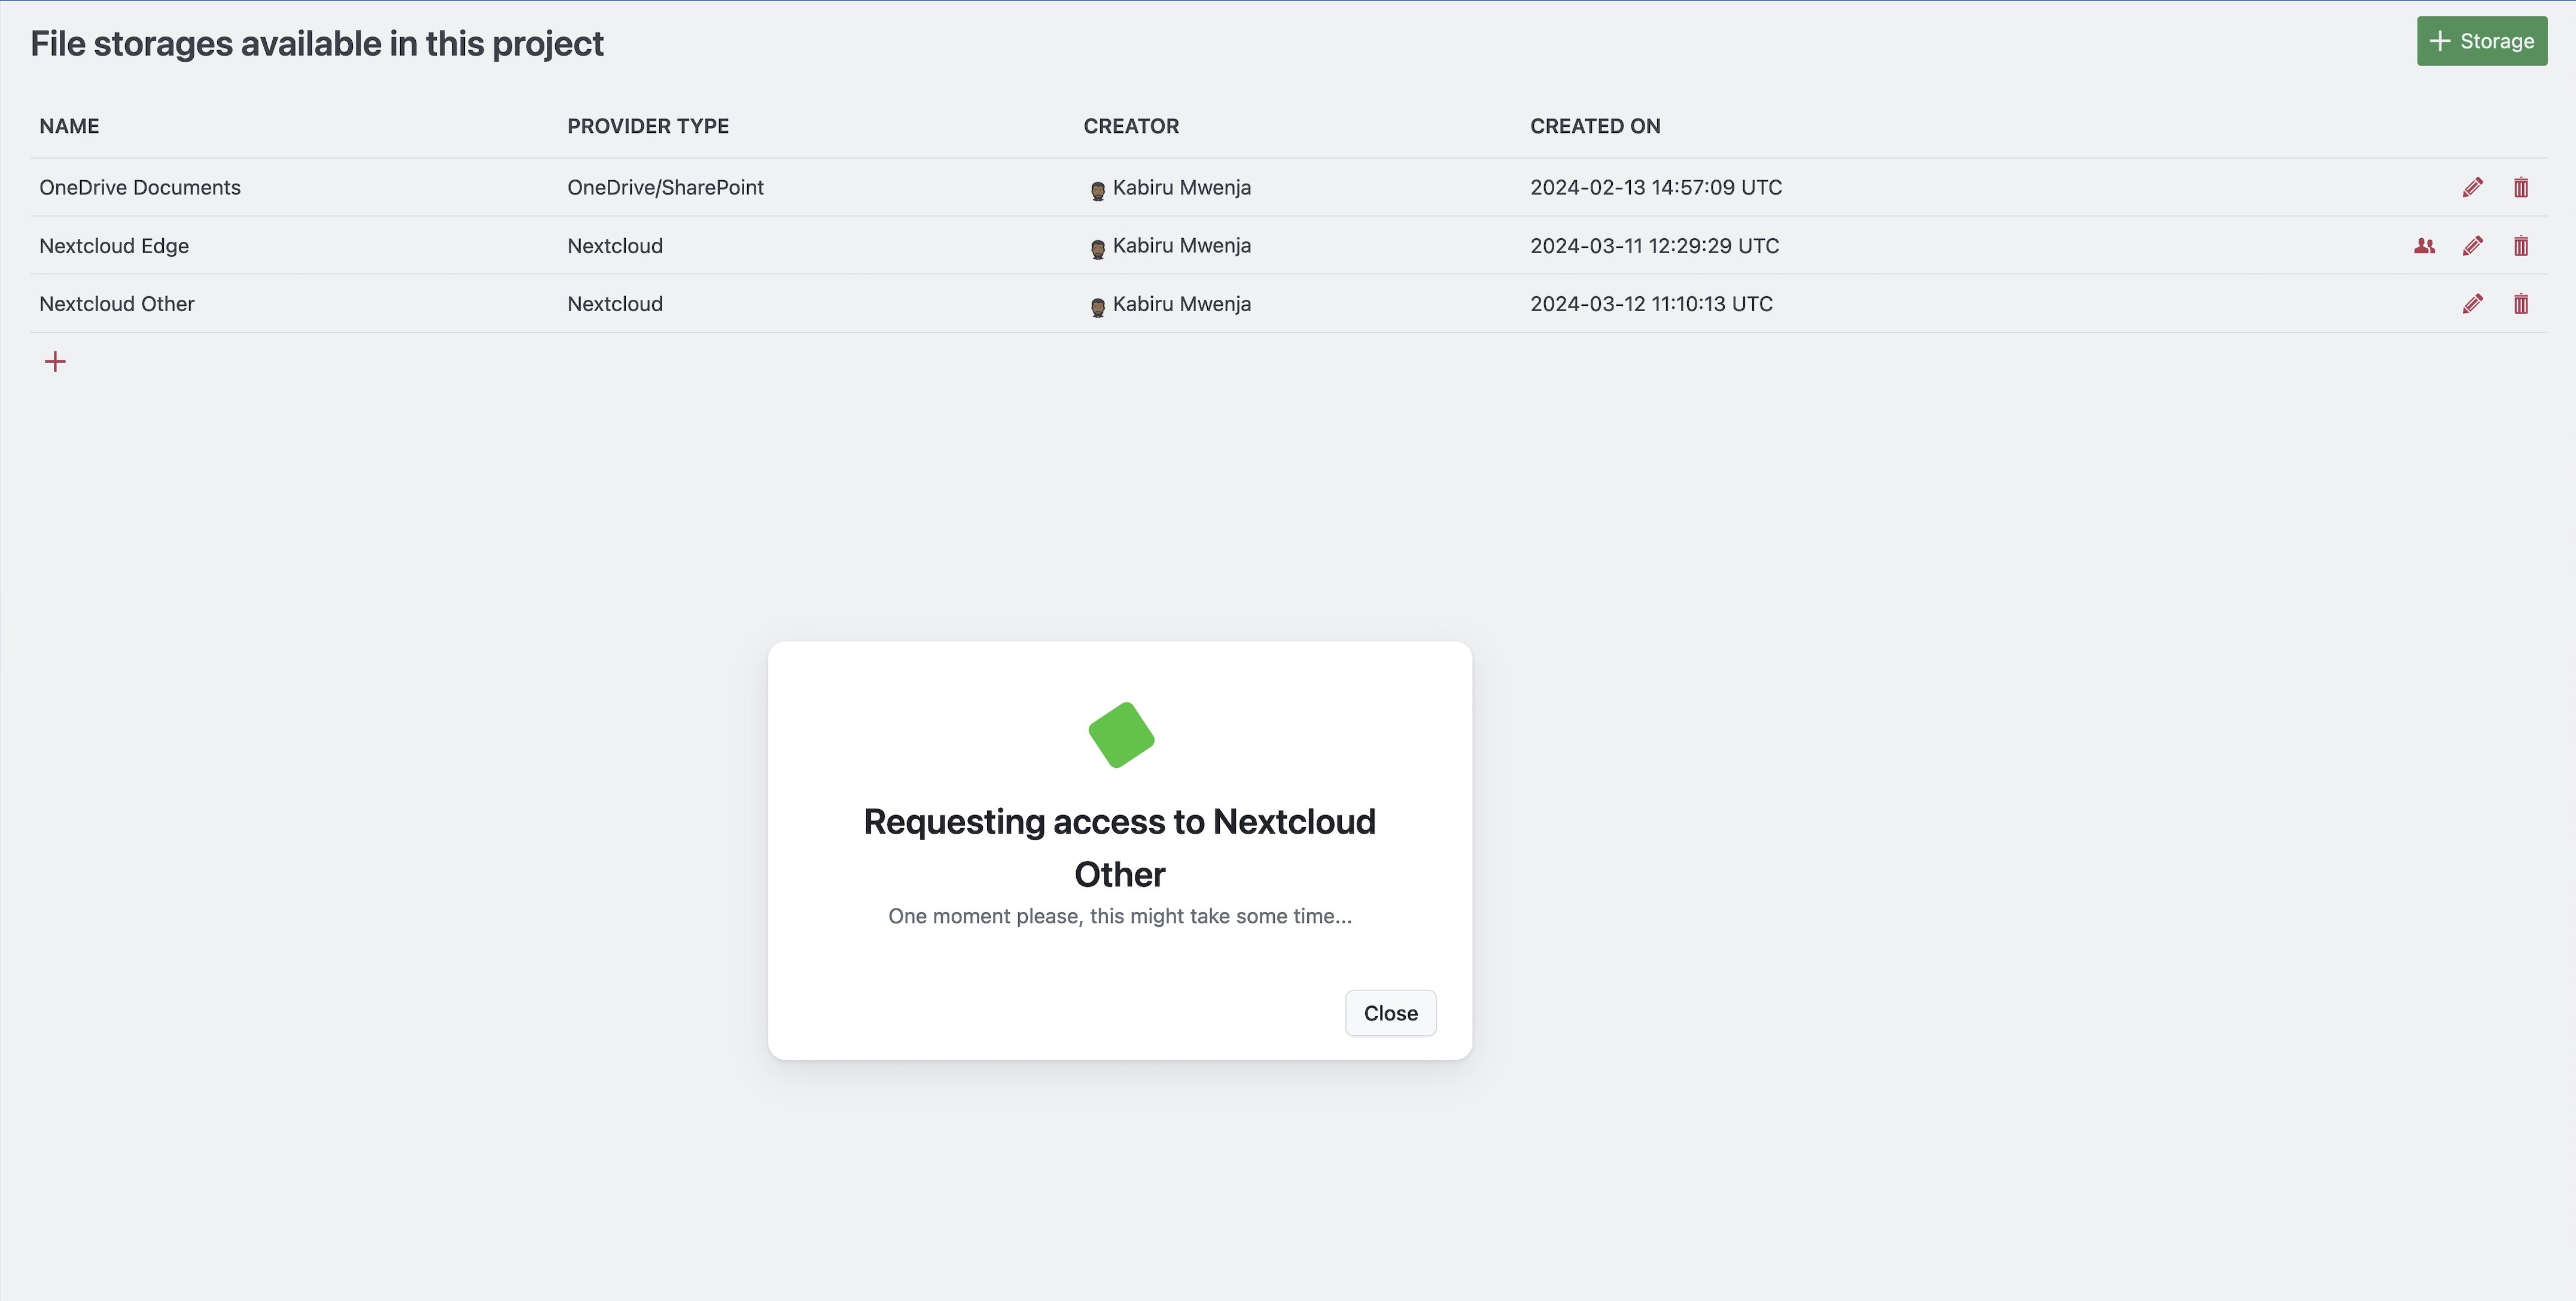 File storages available in this project
Storage
NAME PROVIDER TYPE CREATOR CREATED ON
OneDrive Documents OneDrive/SharePoint Kabiru Mwenja 2024-02-13 14:57:09 UTC
Nextcloud Edge Nextcloud Kabiru Mwenja 2024-03-11 12:29:29 UTC
Nextcloud Other Nextcloud Kabiru Mwenja 2024-03-12 11:10:13 UTC
Requesting access to Nextcloud
Other
One moment please, this might take some time...
Close